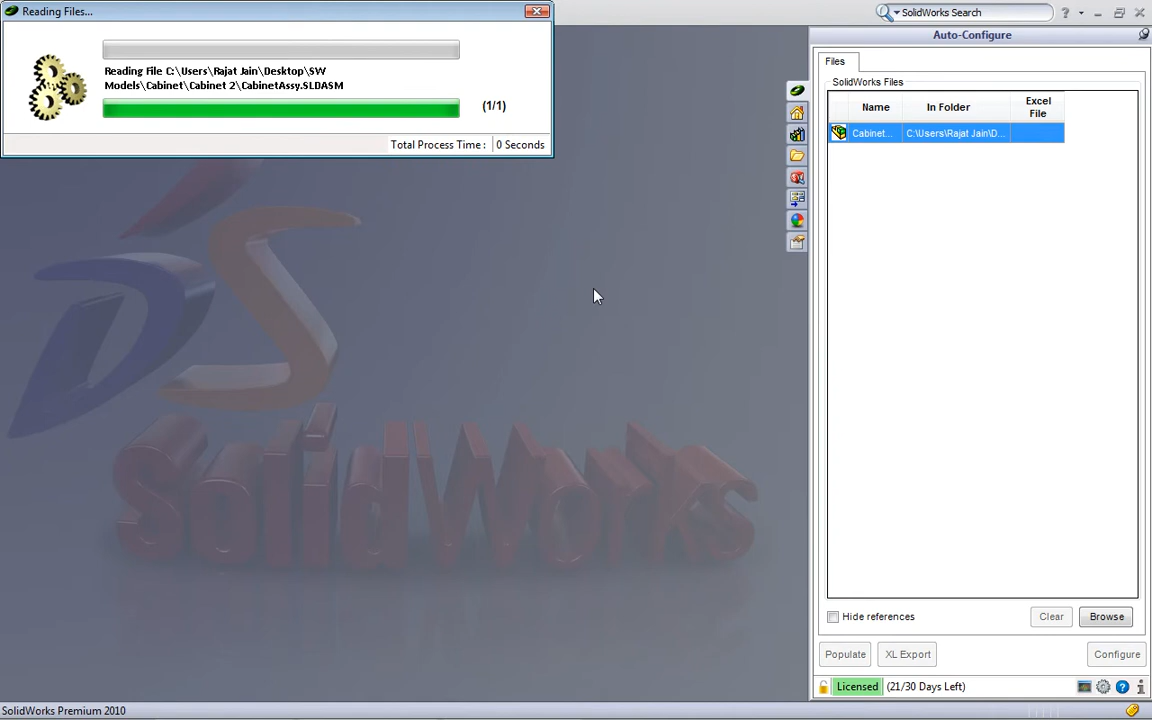 Reading Files...
Reading File C:\Users\Rajat Jain\Desktop\SW
Models\Cabinet\Cabinet 2\CabinetAssy.SLDASM
(1/1)
Total Process Time : 0 Seconds
SolidWorks Search
?
Auto-Configure
Files
SolidWorks Files
Name In Folder Excel File
Cabinet... C:\Users\Rajat Jain\D...
DS
SolidWorks
Hide references Clear Browse
Populate XL Export Configure
Licensed (21/30 Days Left)
SolidWorks Premium 2010